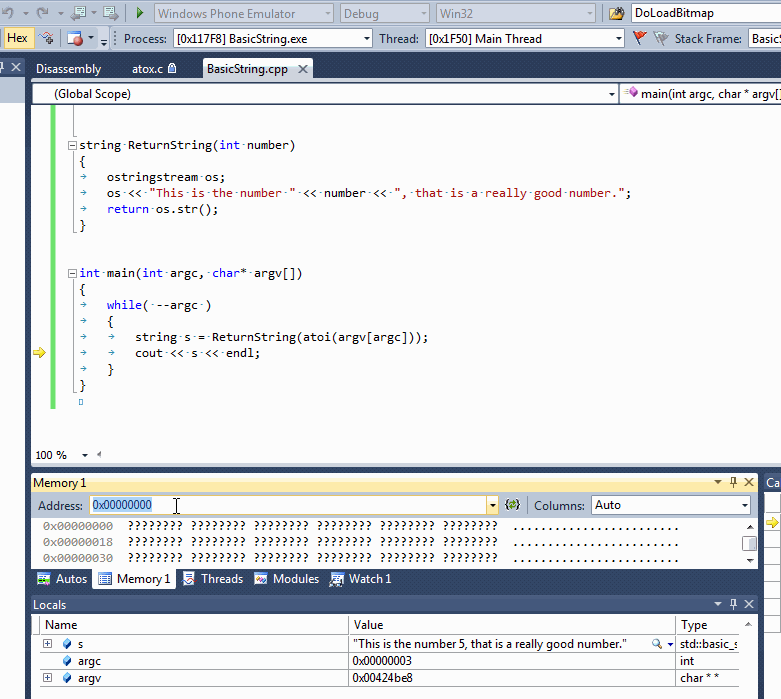 Windows Phone Emulator Debug Win32 DoLoadBitmap
Hex Process: [0x117F8] BasicString.exe Thread: [0x1F50] Main Thread Stack Frame: BasicS
Disassembly atox.c BasicString.cpp
(Global Scope) main(int argc, char * argv[]
string ReturnString(int number)
{
ostringstream os;
os << "This is the number " << number << ", that is a really good number.";
return os.str();
}
int main(int argc, char* argv[])
{
while( --argc )
{
string s = ReturnString(atoi(argv[argc]));
cout << s << endl;
}
}
100 %
Memory 1 Ca
Address: 0x00000000 Columns: Auto
0x00000000 ???????? ???????? ???????? ???????? ???????? ???????? ........................
0x00000018 ???????? ???????? ???????? ???????? ???????? ???????? ........................
0x00000030 ???????? ???????? ???????? ???????? ???????? ???????? ........................
Autos Memory 1 Threads Modules Watch 1
Locals
Name Value Type
s "This is the number 5, that is a really good number." std::basic_s
argc 0x00000003 int
argv 0x00424be8 char * *